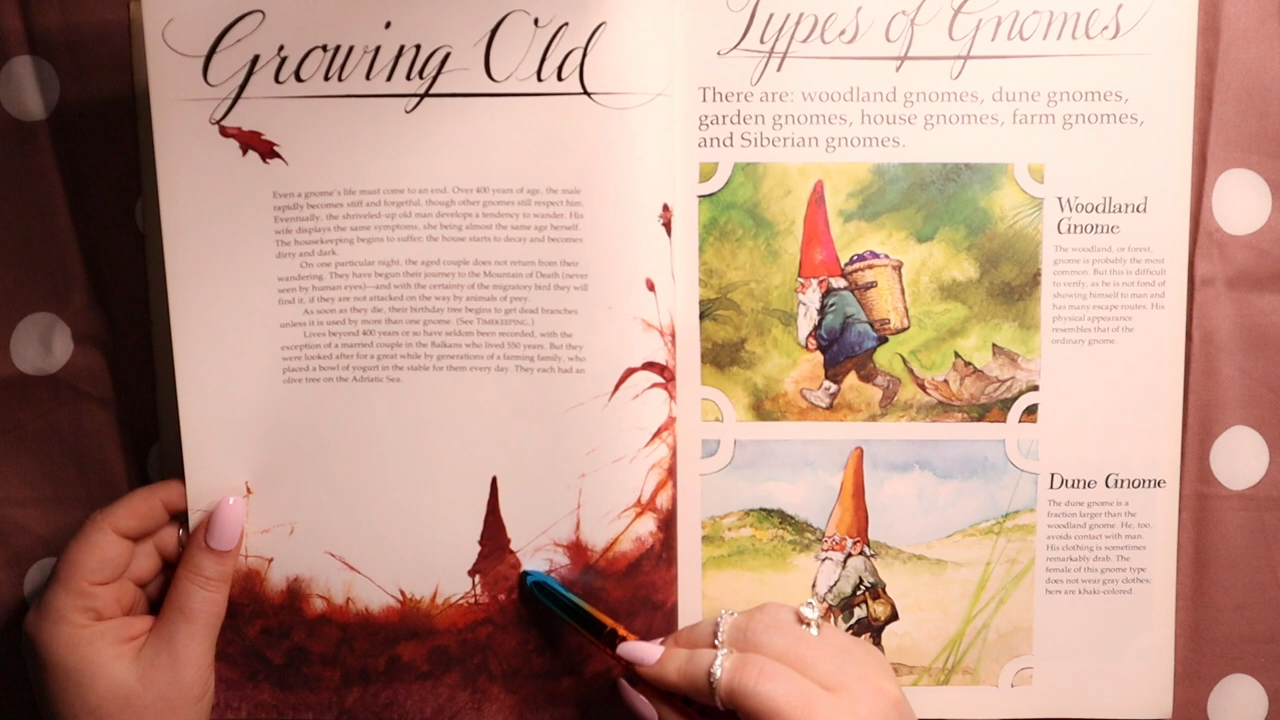 Growing Old
Even a gnome's life must come to an end. Over 400 years of age, the male
rapidly becomes stiff and forgetful, though other gnomes still respect him.
Eventually, the shriveled-up old man develops a tendency to wander. His
wife displays the same symptoms, she being almost the same age herself.
The housekeeping begins to suffer; the house starts to decay and becomes
dirty and dark.
On one particular night, the aged couple does not return from their
wandering. They have begun their journey to the Mountain of Death (never
seen by human eyes)—and with the certainty of the migratory bird they will
find it, if they are not attacked on the way by animals of prey.
As soon as they die, their birthday tree begins to get dead branches
unless it is used by more than one gnome. (See TIMEKEEPING.)
Lives beyond 400 years or so have seldom been recorded, with the
exception of a married couple in the Balkans who lived 550 years. But they
were looked after for a great while by generations of a farming family, who
placed a bowl of yogurt in the stable for them every day. They each had an
olive tree on the Adriatic Sea.
Types of Gnomes
There are: woodland gnomes, dune gnomes,
garden gnomes, house gnomes, farm gnomes,
and Siberian gnomes.
Woodland
Gnome
The woodland, or forest,
gnome is probably the most
common. But this is difficult
to verify, as he is not fond of
showing himself to man and
has many escape routes. His
physical appearance
resembles that of the
ordinary gnome.
Dune Gnome
The dune gnome is a
fraction larger than the
woodland gnome. He, too,
avoids contact with man.
His clothing is sometimes
remarkably drab. The
female of this gnome type
does not wear gray clothes;
hers are khaki-colored